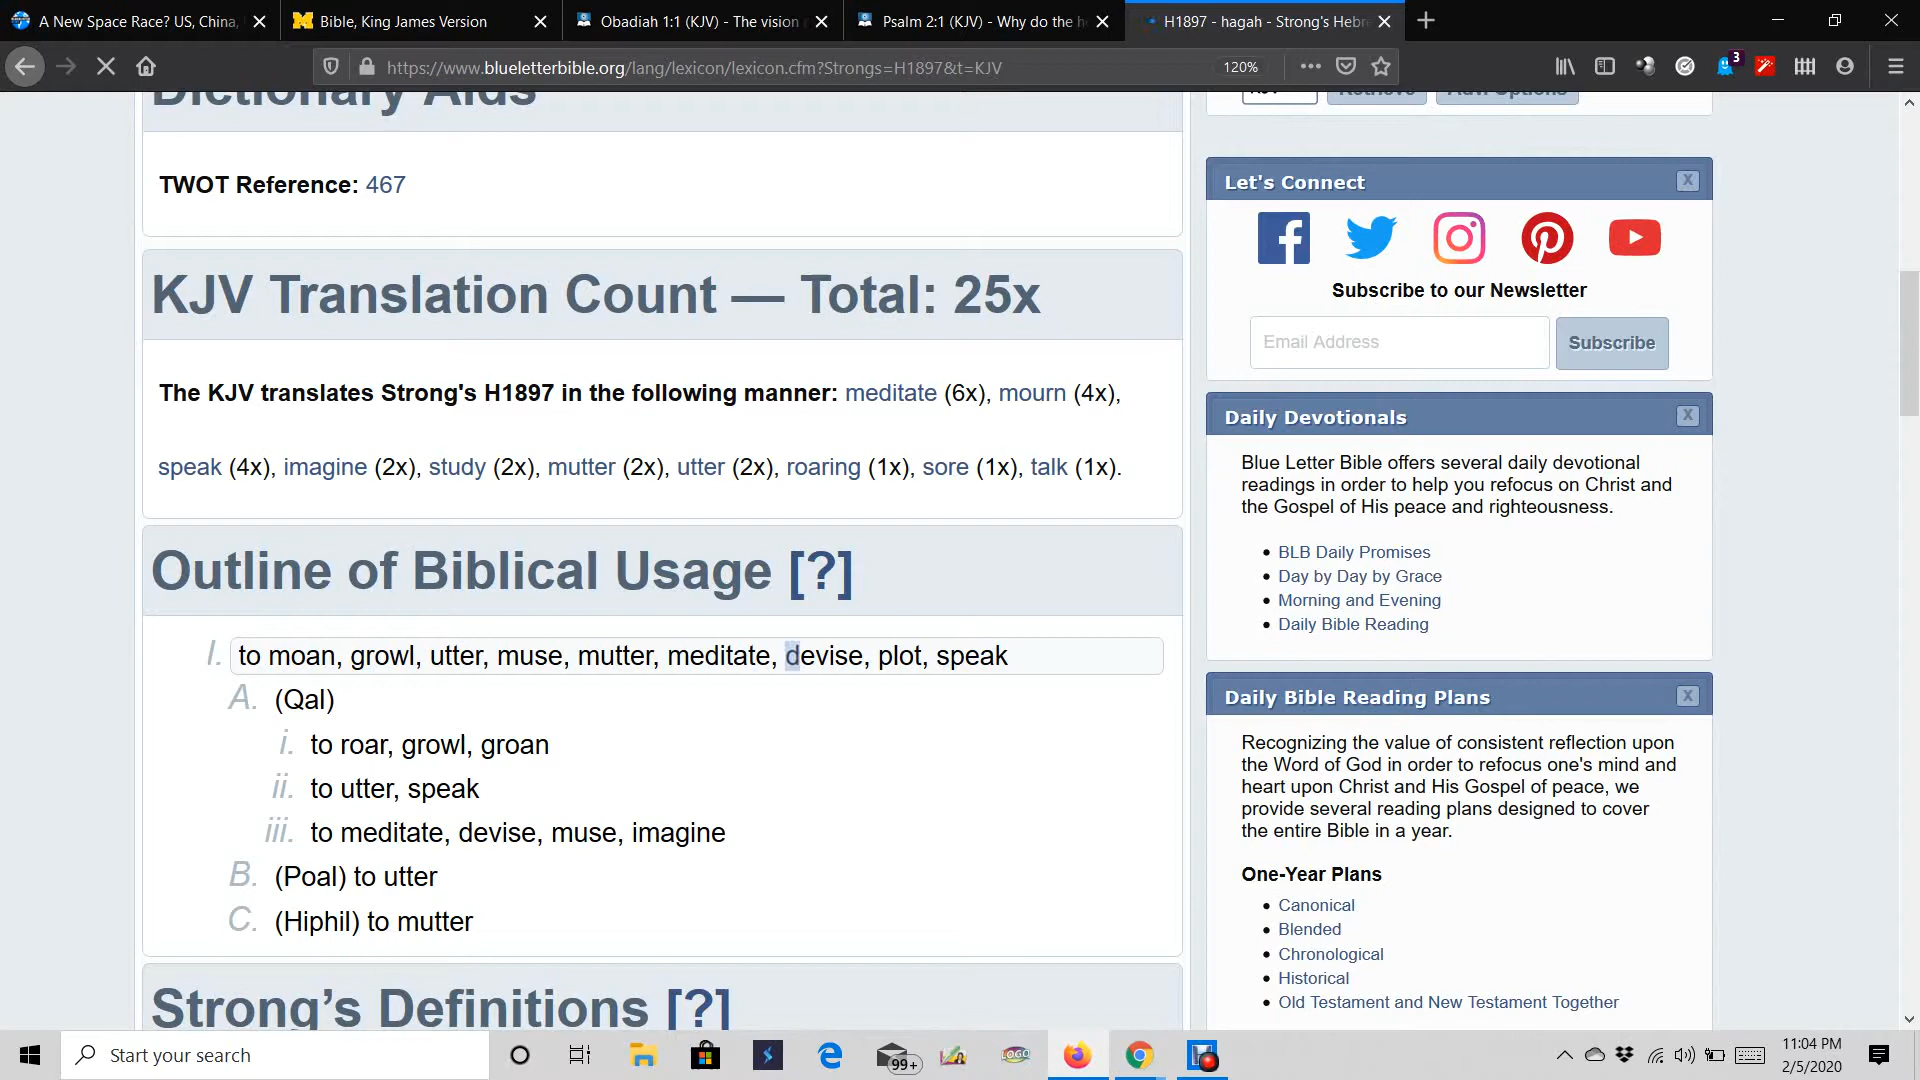 A New Space Race? US, China,
Bible, King James Version
Obadiah 1:1 (KJV) - The vision
Psalm 2:1 (KJV) - Why do the h
H1897 - hagah - Strong's Hebr
https://www.blueletterbible.org/lang/lexicon/lexicon.cfm?Strongs=H1897&t=KJV
120%
3
Dictionary Aids
TWOT Reference: 467
KJV Translation Count — Total: 25x
The KJV translates Strong's H1897 in the following manner: meditate (6x), mourn (4x),
speak (4x), imagine (2x), study (2x), mutter (2x), utter (2x), roaring (1x), sore (1x), talk (1x).
Outline of Biblical Usage [?]
I. to moan, growl, utter, muse, mutter, meditate, devise, plot, speak
A. (Qal)
i. to roar, growl, groan
ii. to utter, speak
iii. to meditate, devise, muse, imagine
B. (Poal) to utter
C. (Hiphil) to mutter
Strong's Definitions [?]
KJV
Retrieve
Adv. Options
Let's Connect
X
Subscribe to our Newsletter
Email Address
Subscribe
Daily Devotionals
X
Blue Letter Bible offers several daily devotional
readings in order to help you refocus on Christ and
the Gospel of His peace and righteousness.
BLB Daily Promises
Day by Day by Grace
Morning and Evening
Daily Bible Reading
Daily Bible Reading Plans
X
Recognizing the value of consistent reflection upon
the Word of God in order to refocus one's mind and
heart upon Christ and His Gospel of peace, we
provide several reading plans designed to cover
the entire Bible in a year.
One-Year Plans
Canonical
Blended
Chronological
Historical
Old Testament and New Testament Together
Start your search
99+
LOGO
11:04 PM
2/5/2020